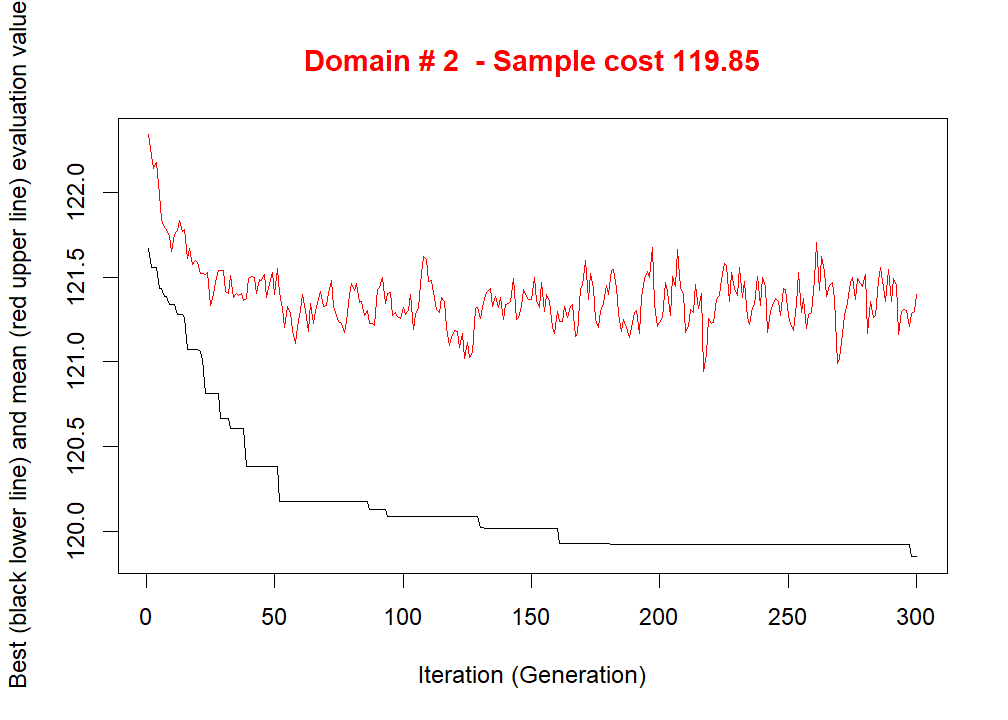 Domain # 2  - Sample cost 119.85
Best (black lower line) and mean (red upper line) evaluation value
122.0
121.5
121.0
120.5
120.0
0 50 100 150 200 250 300
Iteration (Generation)